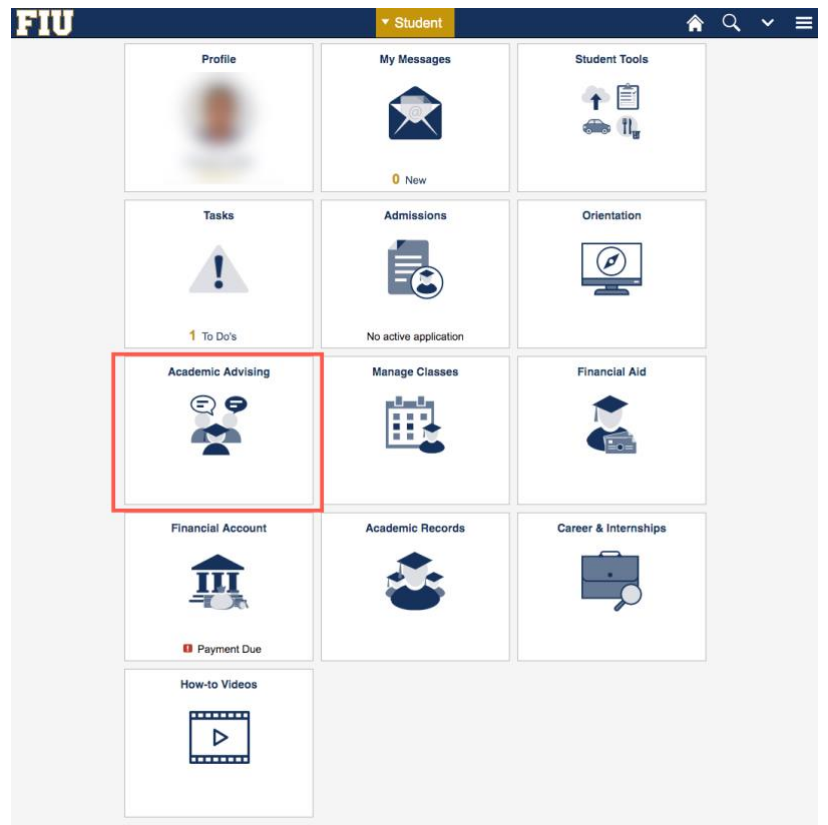 FIU
Student
Profile
My Messages
Student Tools
0 New
Tasks
Admissions
Orientation
1 To Do's
No active application
Academic Advising
Manage Classes
Financial Aid
Financial Account
Academic Records
Career & Internships
Payment Due
How-to Videos